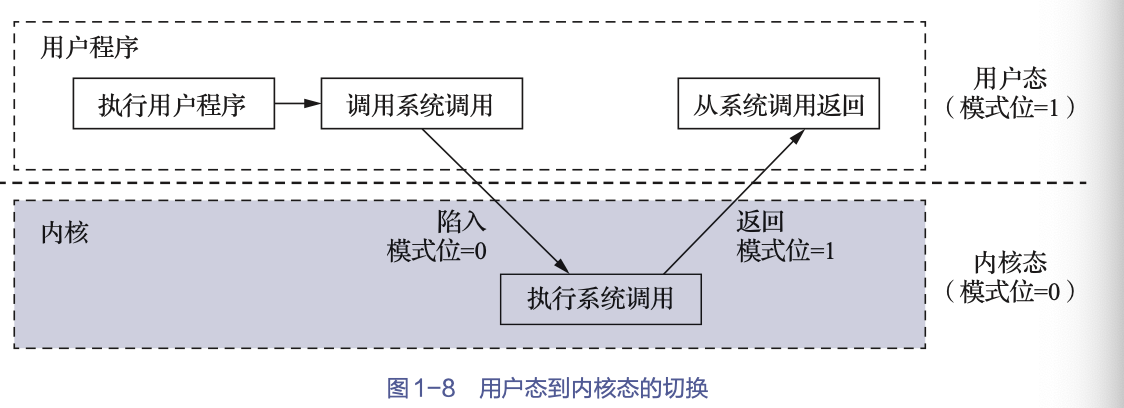 用户程序
执行用户程序
调用系统调用
从系统调用返回
用户态
（模式位=1）
内核
陷入
模式位=0
返回
模式位=1
执行系统调用
内核态
（模式位=0）
图1-8 用户态到内核态的切换